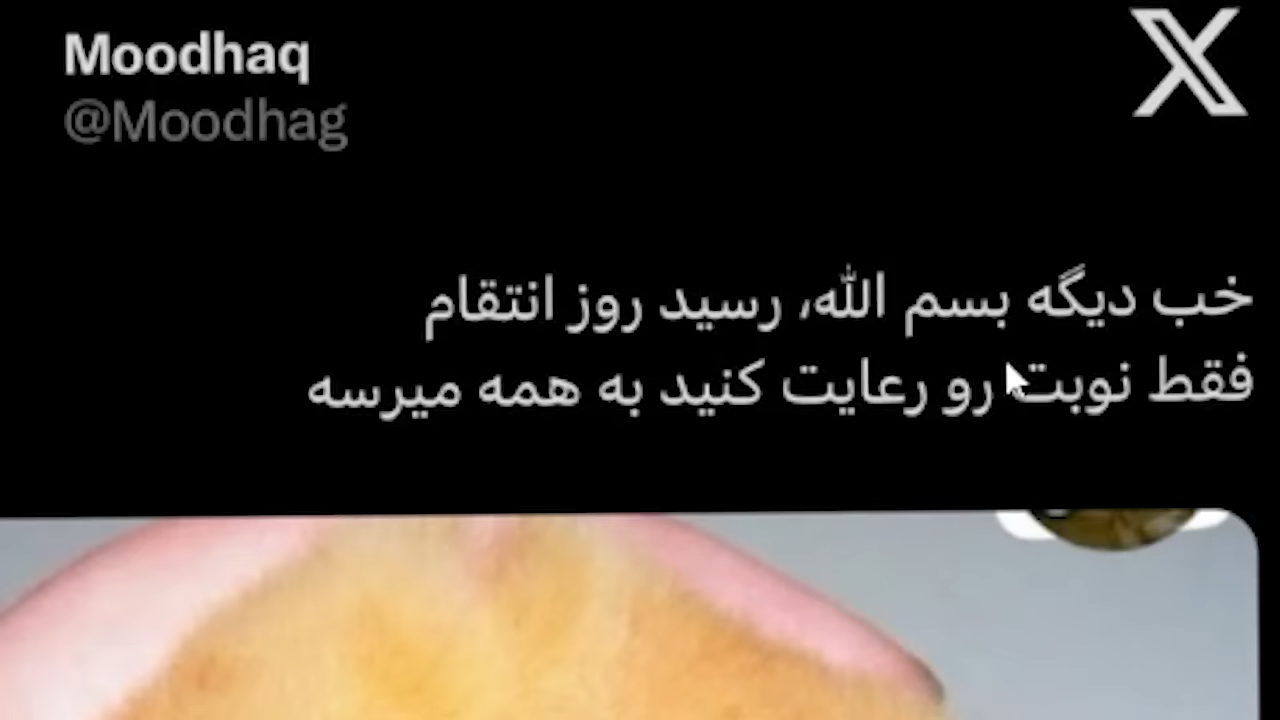 Moodhaq
@Moodhag
خب دیگه بسم الله، رسید روز انتقام
فقط نوبت رو رعایت کنید به همه میرسه